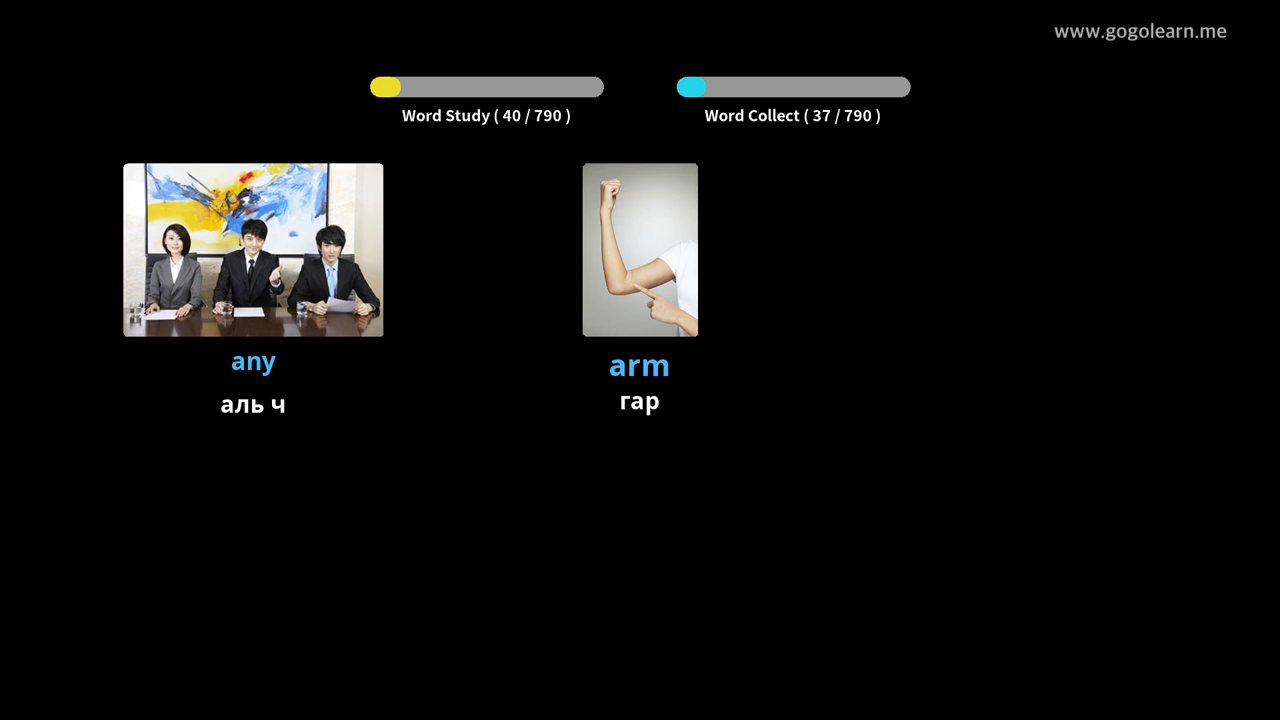 www.gogolearn.me
Word Study ( 40 / 790 )
Word Collect ( 37 / 790 )
any
аль ч
arm
гар